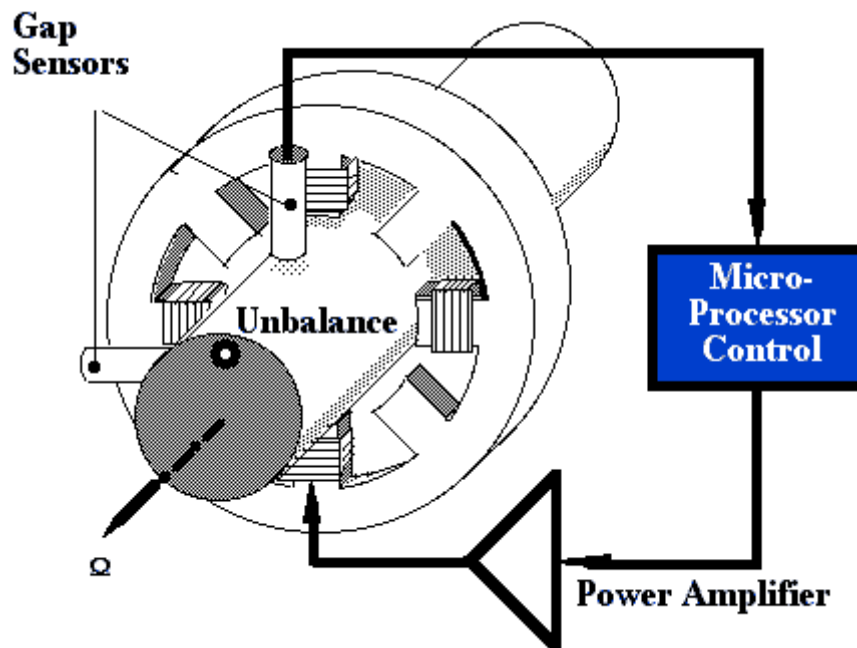 Gap
Sensors
Unbalance
Micro-
Processor
Control
Power Amplifier
Ω